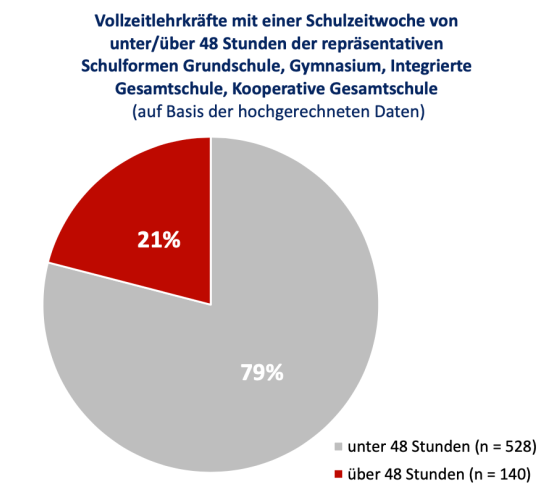 Vollzeitlehrkräfte mit einer Schulzeitwoche von
unter/über 48 Stunden der repräsentativen
Schulformen Grundschule, Gymnasium, Integrierte
Gesamtschule, Kooperative Gesamtschule
(auf Basis der hochgerechneten Daten)
21%
79%
unter 48 Stunden (n = 528)
über 48 Stunden (n = 140)